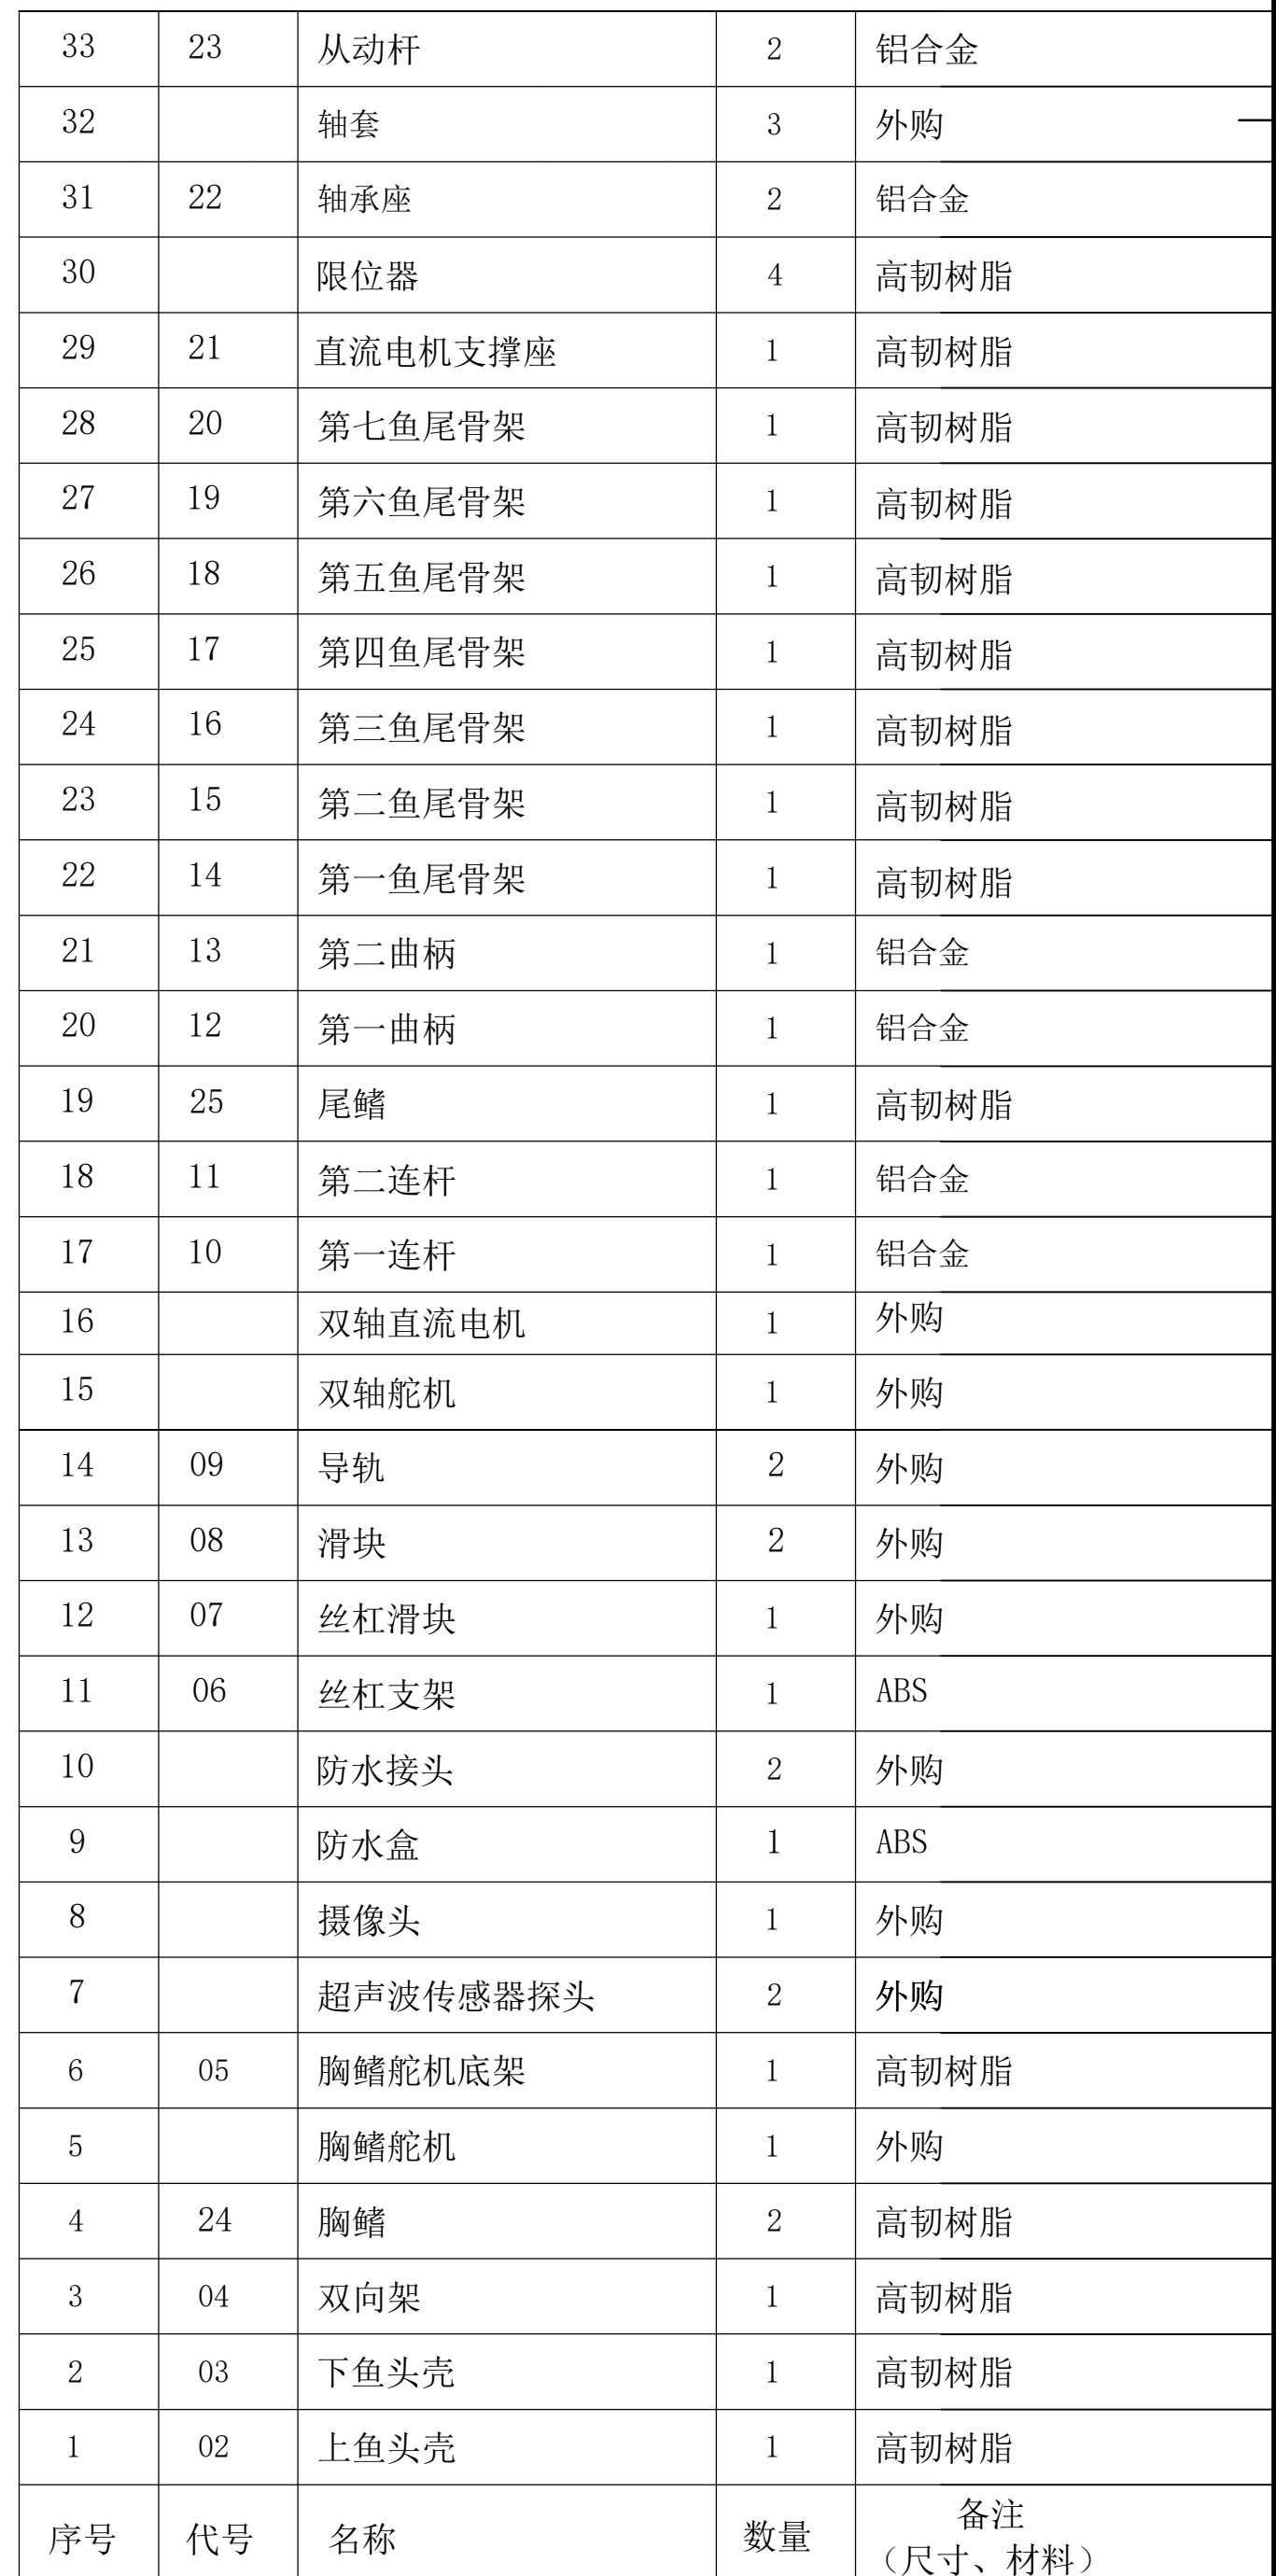 33 23 从动杆 2 铝合金
32 轴套 3 外购
31 22 轴承座 2 铝合金
30 限位器 4 高韧树脂
29 21 直流电机支撑座 1 高韧树脂
28 20 第七鱼尾骨架 1 高韧树脂
27 19 第六鱼尾骨架 1 高韧树脂
26 18 第五鱼尾骨架 1 高韧树脂
25 17 第四鱼尾骨架 1 高韧树脂
24 16 第三鱼尾骨架 1 高韧树脂
23 15 第二鱼尾骨架 1 高韧树脂
22 14 第一鱼尾骨架 1 高韧树脂
21 13 第二曲柄 1 铝合金
20 12 第一曲柄 1 铝合金
19 25 尾鳍 1 高韧树脂
18 11 第二连杆 1 铝合金
17 10 第一连杆 1 铝合金
16 双轴直流电机 1 外购
15 双轴舵机 1 外购
14 09 导轨 2 外购
13 08 滑块 2 外购
12 07 丝杠滑块 1 外购
11 06 丝杠支架 1 ABS
10 防水接头 2 外购
9 防水盒 1 ABS
8 摄像头 1 外购
7 超声波传感器探头 2 外购
6 05 胸鳍舵机底架 1 高韧树脂
5 胸鳍舵机 1 外购
4 24 胸鳍 2 高韧树脂
3 04 双向架 1 高韧树脂
2 03 下鱼头壳 1 高韧树脂
1 02 上鱼头壳 1 高韧树脂
序号 代号 名称 数量 备注
（尺寸、材料）